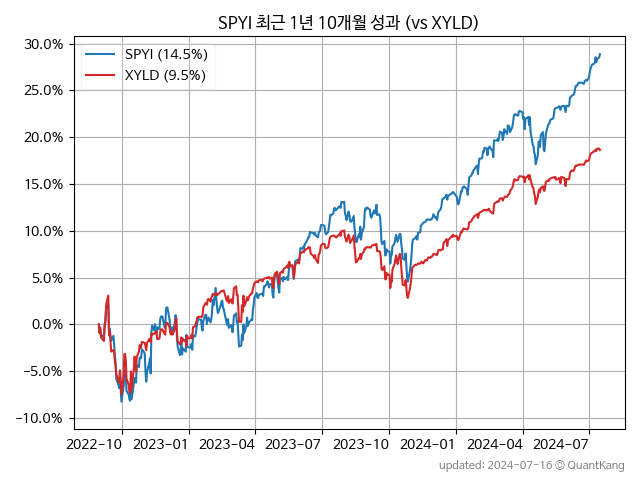 SPYI 최근 1년 10개월 성과 (vs XYLD)
SPYI (14.5%)
XYLD (9.5%)
30.0%
25.0%
20.0%
15.0%
10.0%
5.0%
0.0%
−5.0%
−10.0%
2022-10 2023-01 2023-04 2023-07 2023-10 2024-01 2024-04 2024-07
updated: 2024-07-16 © QuantKang